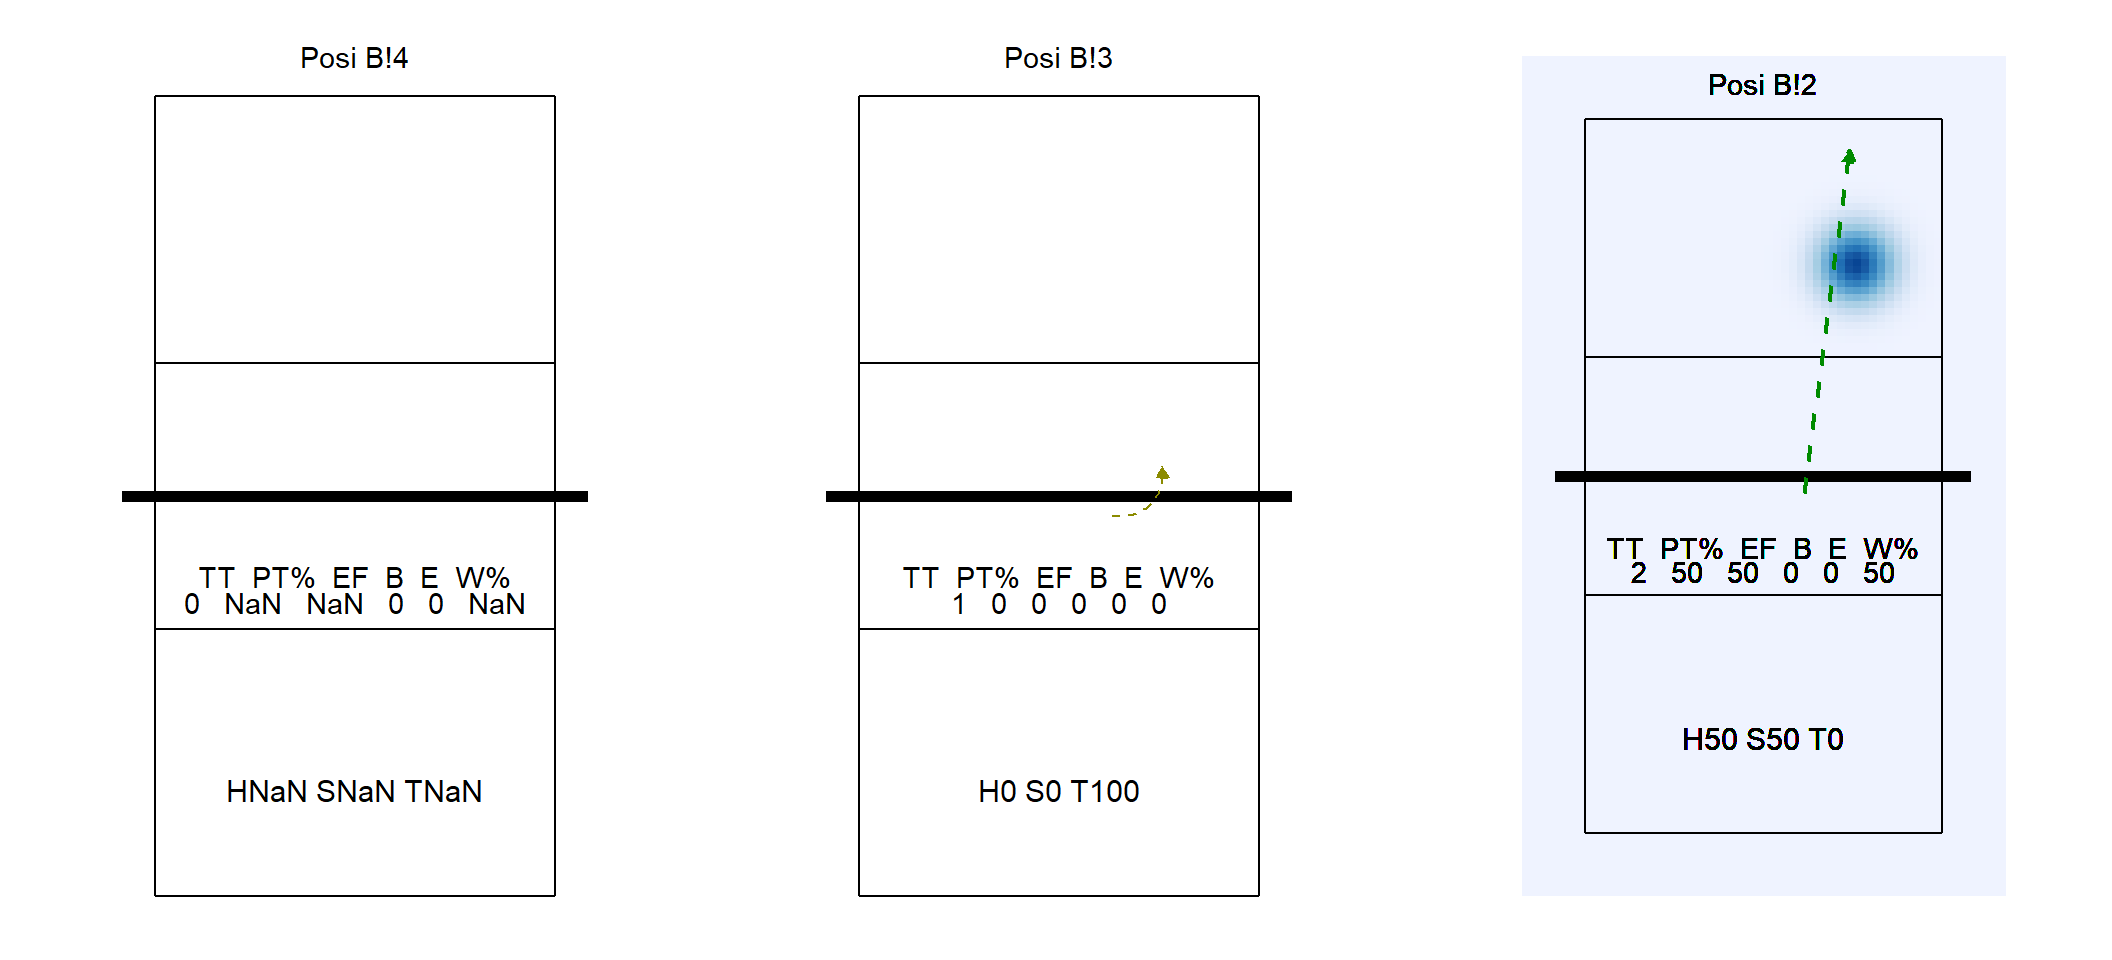 Posi B!4
TT PT% EF B E W%
0 NaN NaN 0 0 NaN
HNaN SNaN TNaN
Posi B!3
TT PT% EF B E W%
1 0 0 0 0 0
H0 S0 T100
Posi B!2
TT PT% EF B E W%
2 50 50 0 0 50
H50 S50 T0